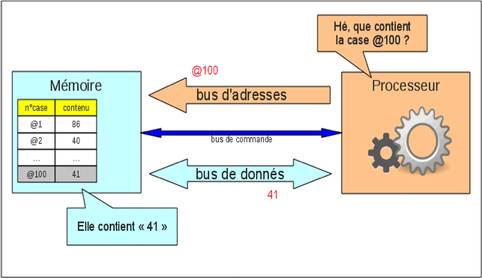 Hé, que contient
la case @100 ?
@100
Mémoire
Processeur
bus d'adresses
n°case contenu
@1 86
@2 40
... ...
@100 41
bus de commande
bus de donnés
41
Elle contient « 41 »